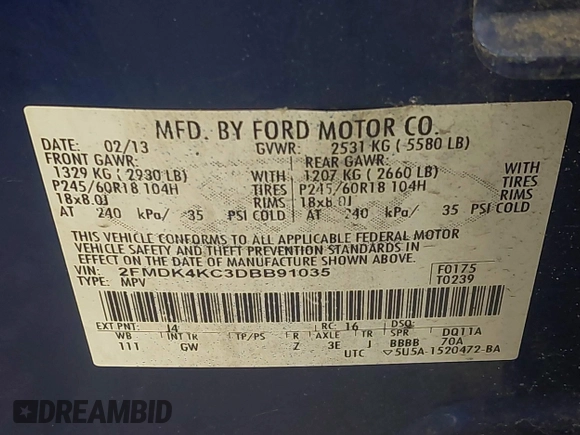 MFD. BY FORD MOTOR CO.
DATE: 02/13 GVWR: 2531 KG ( 5580 LB)
FRONT GAWR: REAR GAWR:
1329 KG ( 2930 LB) 1207 KG ( 2660 LB)
P245/60R18 104H TIRES P245/60R18 104H TIRES
18x8.0J RIMS 18x8.0J RIMS
AT 240 kPa/ 35 PSI COLD AT 240 kPa/ 35 PSI COLD
THIS VEHICLE CONFORMS TO ALL APPLICABLE FEDERAL MOTOR
VEHICLE SAFETY AND THEFT PREVENTION STANDARDS IN
EFFECT ON THE DATE OF MANUFACTURE SHOWN ABOVE.
VIN: 2FMDK4KC3DBB91035 F0175
TYPE: MPV T0239
EXT PNT: J4 RC: 16 DSO:
WB INT TR TP/PS R AXLE TR SPR DQ11A
111 GW Z 3E J BBBB 70A
UTC ▽5U5A-1520472-BA
DREAMBID